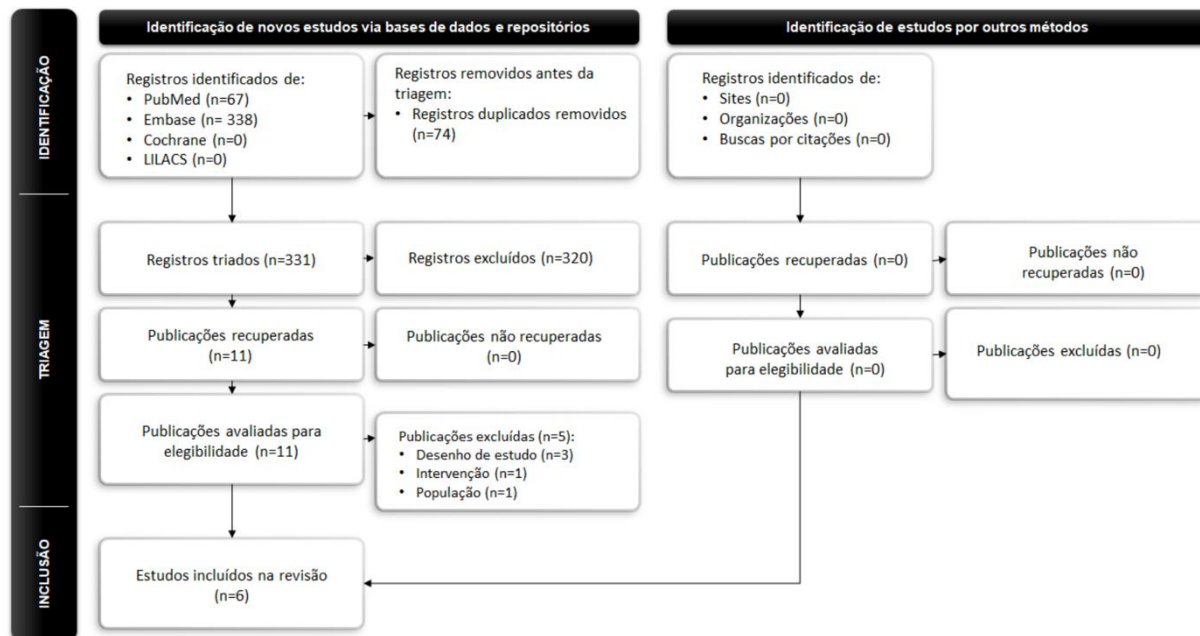 IDENTIFICAÇÃO
Identificação de novos estudos via bases de dados e repositórios
Registros identificados de:
• PubMed (n=67)
• Embase (n= 338)
• Cochrane (n=0)
• LILACS (n=0)
Registros removidos antes da
triagem:
• Registros duplicados removidos
(n=74)
Identificação de estudos por outros métodos
Registros identificados de:
• Sites (n=0)
• Organizações (n=0)
• Buscas por citações (n=0)
TRIAGEM
Registros triados (n=331)
Registros excluídos (n=320)
Publicações recuperadas
(n=11)
Publicações não recuperadas
(n=0)
Publicações avaliadas para
elegibilidade (n=11)
Publicações excluídas (n=5):
• Desenho de estudo (n=3)
• Intervenção (n=1)
• População (n=1)
Publicações recuperadas (n=0)
Publicações não
recuperadas (n=0)
Publicações avaliadas
para elegibilidade (n=0)
Publicações excluídas (n=0)
INCLUSÃO
Estudos incluídos na revisão
(n=6)